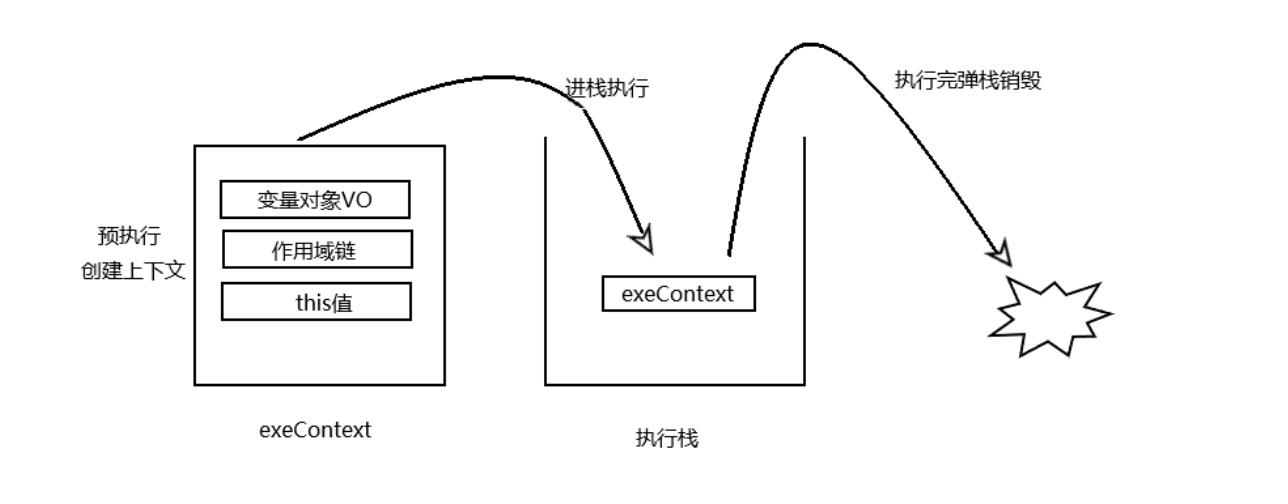 进栈执行
执行完弹栈销毁
变量对象VO
预执行
创建上下文
作用域链
this值
exeContext
exeContext
执行栈